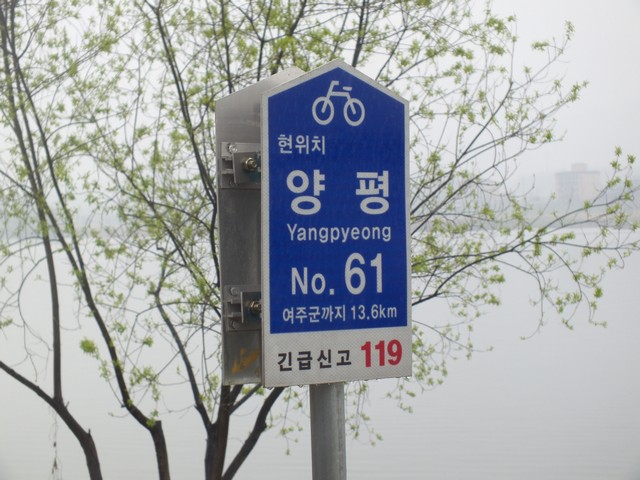 현위치
양평
Yangpyeong
No. 61
여주군까지 13.6km
긴급신고 119